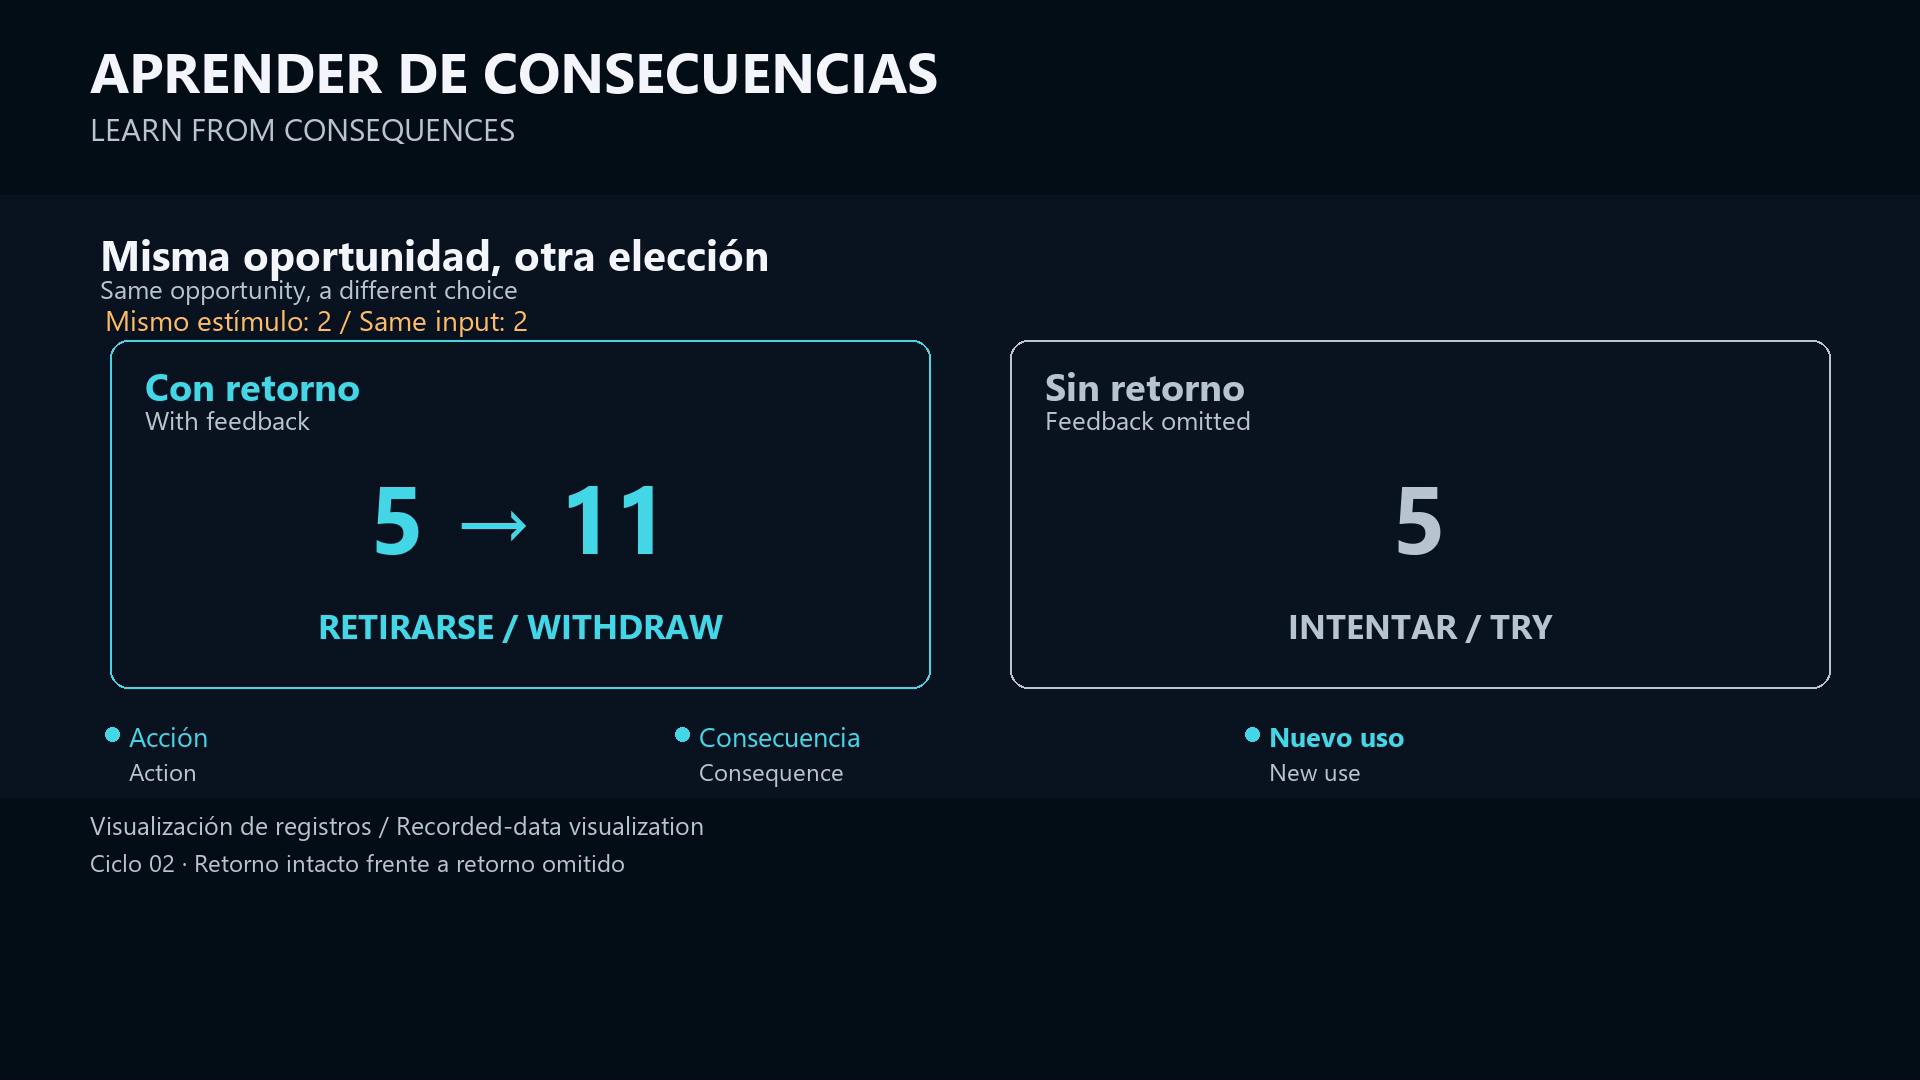 APRENDER DE CONSECUENCIAS
LEARN FROM CONSEQUENCES
Misma oportunidad, otra elección
Same opportunity, a different choice
Mismo estímulo: 2 / Same input: 2
Con retorno
With feedback
5 → 11
RETIRARSE / WITHDRAW
Sin retorno
Feedback omitted
5
INTENTAR / TRY
Acción
Action
Consecuencia
Consequence
Nuevo uso
New use
Visualización de registros / Recorded-data visualization
Ciclo 02 · Retorno intacto frente a retorno omitido